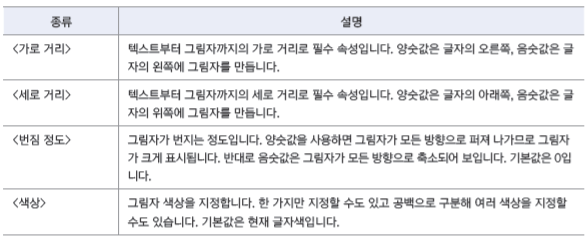 종류 설명
<가로 거리> 텍스트부터 그림자까지의 가로 거리로 필수 속성입니다. 양숫값은 글자의 오른쪽, 음숫값은 글
자의 왼쪽에 그림자를 만듭니다.
<세로 거리> 텍스트부터 그림자까지의 세로 거리로 필수 속성입니다. 양숫값은 글자의 아래쪽, 음숫값은 글
자의 위쪽에 그림자를 만듭니다.
<번짐 정도> 그림자가 번지는 정도입니다. 양숫값을 사용하면 그림자가 모든 방향으로 퍼져 나가므로 그림자
가 크게 표시됩니다. 반대로 음숫값은 그림자가 모든 방향으로 축소되어 보입니다. 기본값은 0입
니다.
<색상> 그림자 색상을 지정합니다. 한 가지만 지정할 수도 있고 공백으로 구분해 여러 색상을 지정할
수도 있습니다. 기본값은 현재 글자색입니다.